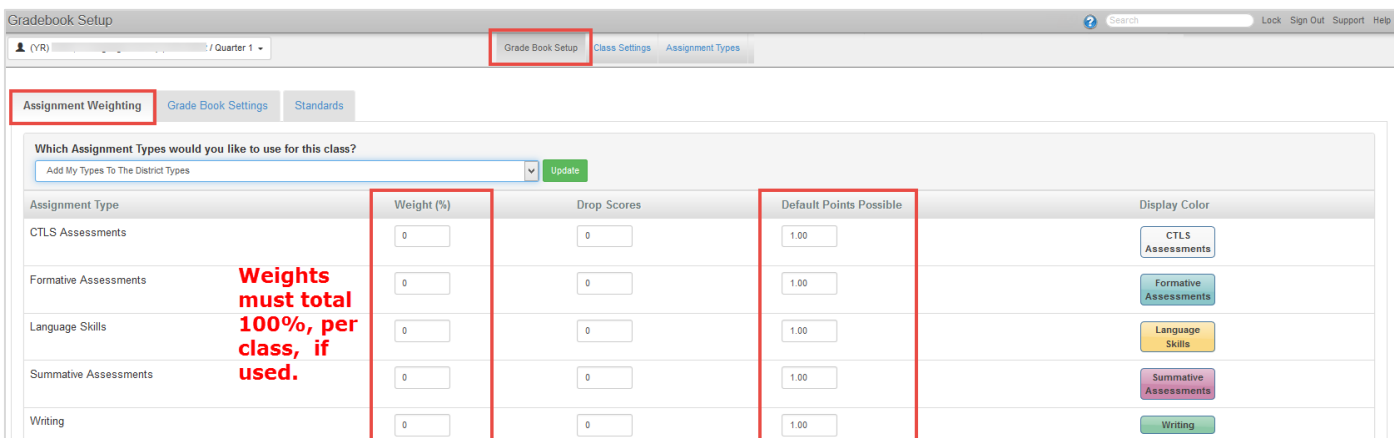 Gradebook Setup
? Search Lock Sign Out Support Help
(YR) / Quarter 1
Grade Book Setup Class Settings Assignment Types
Assignment Weighting Grade Book Settings Standards
Which Assignment Types would you like to use for this class?
Add My Types To The District Types Update
Assignment Type Weight (%) Drop Scores Default Points Possible Display Color
CTLS Assessments 0 0 1.00 CTLS Assessments
Formative Assessments 0 0 1.00 Formative Assessments
Language Skills 0 0 1.00 Language Skills
Summative Assessments 0 0 1.00 Summative Assessments
Writing 0 0 1.00 Writing
Weights
must total
100%, per
class, if
used.